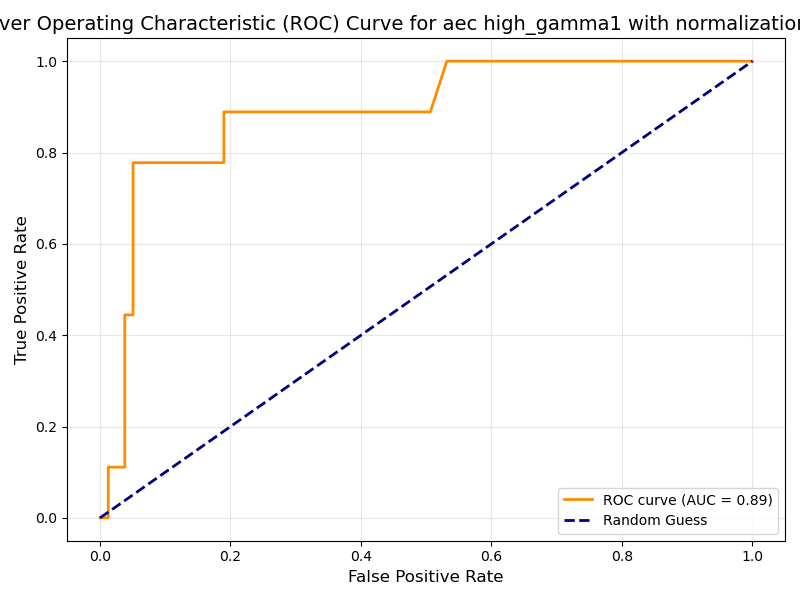 ver Operating Characteristic (ROC) Curve for aec high_gamma1 with normalization
1.0
0.8
0.6
0.4
0.2
0.0
True Positive Rate
0.0 0.2 0.4 0.6 0.8 1.0
False Positive Rate
ROC curve (AUC = 0.89)
Random Guess